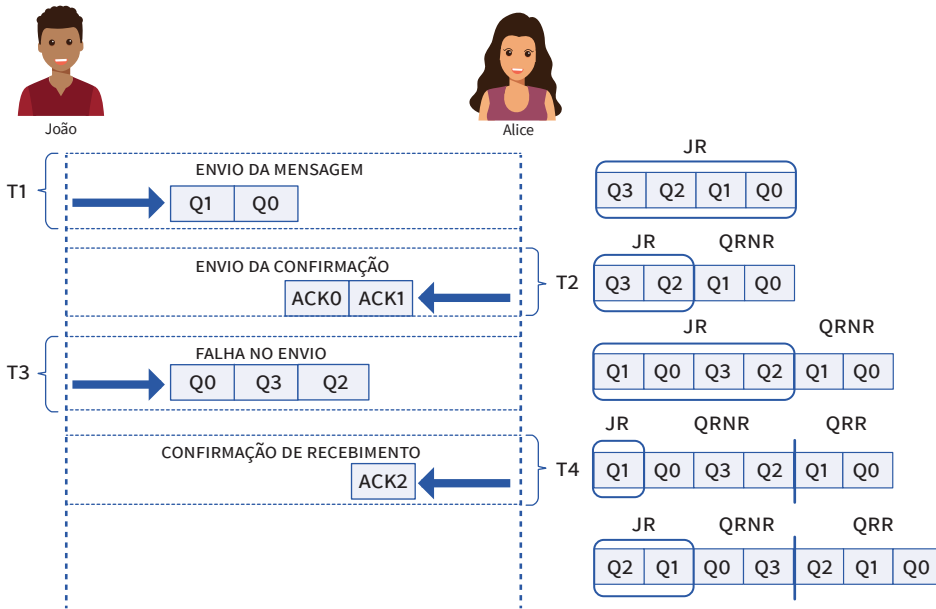 João
Alice
JR
T1
ENVIO DA MENSAGEM
Q1 Q0
Q3 Q2 Q1 Q0
JR QRNR
ENVIO DA CONFIRMAÇÃO
ACK0 ACK1
T2
Q3 Q2 Q1 Q0
JR QRNR
T3
FALHA NO ENVIO
Q0 Q3 Q2
Q1 Q0 Q3 Q2 Q1 Q0
JR QRNR QRR
CONFIRMAÇÃO DE RECEBIMENTO
ACK2
T4
Q1 Q0 Q3 Q2 Q1 Q0
JR QRNR QRR
Q2 Q1 Q0 Q3 Q2 Q1 Q0